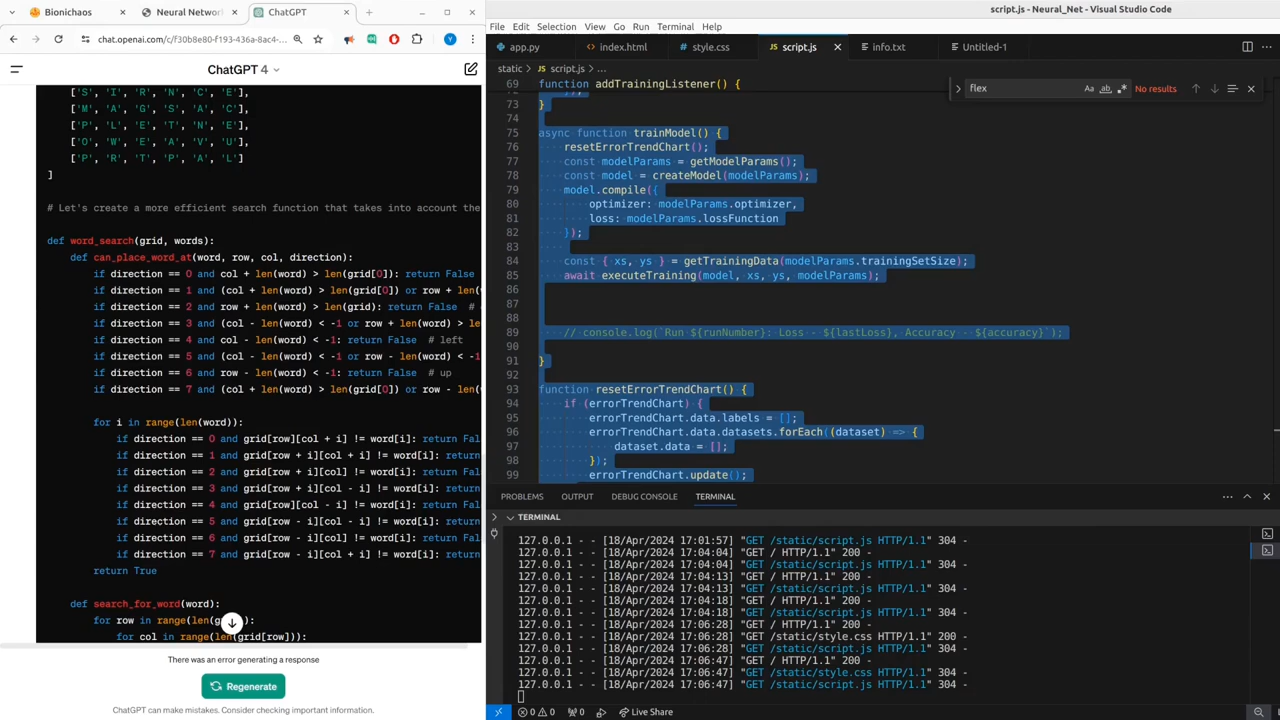 Bionichaos
Neural Network
ChatGPT
chat.openai.com/c/f30b8e80-f193-436a-8ac4-
ChatGPT 4
['S', 'I', 'R', 'N', 'C', 'E'],
['M', 'A', 'G', 'S', 'A', 'C'],
['P', 'L', 'E', 'T', 'N', 'E'],
['O', 'W', 'E', 'A', 'V', 'U'],
['P', 'R', 'T', 'P', 'A', 'L']
]
# Let's create a more efficient search function that takes into account the
def word_search(grid, words):
def can_place_word_at(word, row, col, direction):
if direction == 0 and col + len(word) > len(grid[0]): return False
if direction == 1 and (col + len(word) > len(grid[0]) or row + len
if direction == 2 and row + len(word) > len(grid): return False #
if direction == 3 and (col - len(word) < -1 or row + len(word) > le
if direction == 4 and col - len(word) < -1: return False # left
if direction == 5 and (col - len(word) < -1 or row - len(word) < -1
if direction == 6 and row - len(word) < -1: return False # up
if direction == 7 and (col + len(word) > len(grid[0]) or row - len
for i in range(len(word)):
if direction == 0 and grid[row][col + i] != word[i]: return Fal
if direction == 1 and grid[row + i][col + i] != word[i]: return
if direction == 2 and grid[row + i][col] != word[i]: return Fal
if direction == 3 and grid[row + i][col - i] != word[i]: return
if direction == 4 and grid[row][col - i] != word[i]: return Fal
if direction == 5 and grid[row - i][col - i] != word[i]: return
if direction == 6 and grid[row - i][col] != word[i]: return Fal
if direction == 7 and grid[row - i][col + i] != word[i]: return
return True
def search_for_word(word):
for row in range(len(g ):
for col in range(len(grid[row])):
There was an error generating a response
Regenerate
ChatGPT can make mistakes. Consider checking important information.
script.js - Neural_Net - Visual Studio Code
File Edit Selection View Go Run Terminal Help
app.py index.html style.css script.js info.txt Untitled-1
static > script.js > ...
flex
Aa ab .* No results
69 function addTrainingListener() {
72 });
73 }
74
75 async function trainModel() {
76 resetErrorTrendChart();
77 const modelParams = getModelParams();
78 const model = createModel(modelParams);
79 model.compile({
80 optimizer: modelParams.optimizer,
81 loss: modelParams.lossFunction
82 });
83
84 const { xs, ys } = getTrainingData(modelParams.trainingSetSize);
85 await executeTraining(model, xs, ys, modelParams);
86
87
88
89 // console.log(`Run ${runNumber}: Loss - ${lastLoss}, Accuracy - ${accuracy}`);
90
91 }
92
93 function resetErrorTrendChart() {
94 if (errorTrendChart) {
95 errorTrendChart.data.labels = [];
96 errorTrendChart.data.datasets.forEach((dataset) => {
97 dataset.data = [];
98 });
99 errorTrendChart.update();
PROBLEMS OUTPUT DEBUG CONSOLE TERMINAL
TERMINAL
127.0.0.1 - - [18/Apr/2024 17:01:57] "GET /static/script.js HTTP/1.1" 304 -
127.0.0.1 - - [18/Apr/2024 17:04:04] "GET / HTTP/1.1" 200 -
127.0.0.1 - - [18/Apr/2024 17:04:04] "GET /static/script.js HTTP/1.1" 304 -
127.0.0.1 - - [18/Apr/2024 17:04:13] "GET / HTTP/1.1" 200 -
127.0.0.1 - - [18/Apr/2024 17:04:13] "GET /static/script.js HTTP/1.1" 304 -
127.0.0.1 - - [18/Apr/2024 17:04:18] "GET / HTTP/1.1" 200 -
127.0.0.1 - - [18/Apr/2024 17:04:18] "GET /static/script.js HTTP/1.1" 304 -
127.0.0.1 - - [18/Apr/2024 17:06:28] "GET / HTTP/1.1" 200 -
127.0.0.1 - - [18/Apr/2024 17:06:28] "GET /static/style.css HTTP/1.1" 200 -
127.0.0.1 - - [18/Apr/2024 17:06:28] "GET /static/script.js HTTP/1.1" 304 -
127.0.0.1 - - [18/Apr/2024 17:06:47] "GET / HTTP/1.1" 200 -
127.0.0.1 - - [18/Apr/2024 17:06:47] "GET /static/style.css HTTP/1.1" 304 -
127.0.0.1 - - [18/Apr/2024 17:06:47] "GET /static/script.js HTTP/1.1" 304 -
0 0 0 Live Share